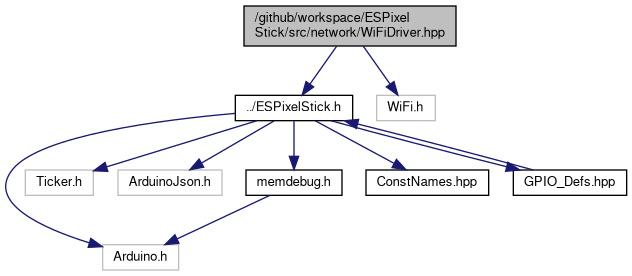 /github/workspace/ESPixel
Stick/src/network/WiFiDriver.hpp
../ESPixelStick.h
WiFi.h
Ticker.h
ArduinoJson.h
memdebug.h
ConstNames.hpp
GPIO_Defs.hpp
Arduino.h